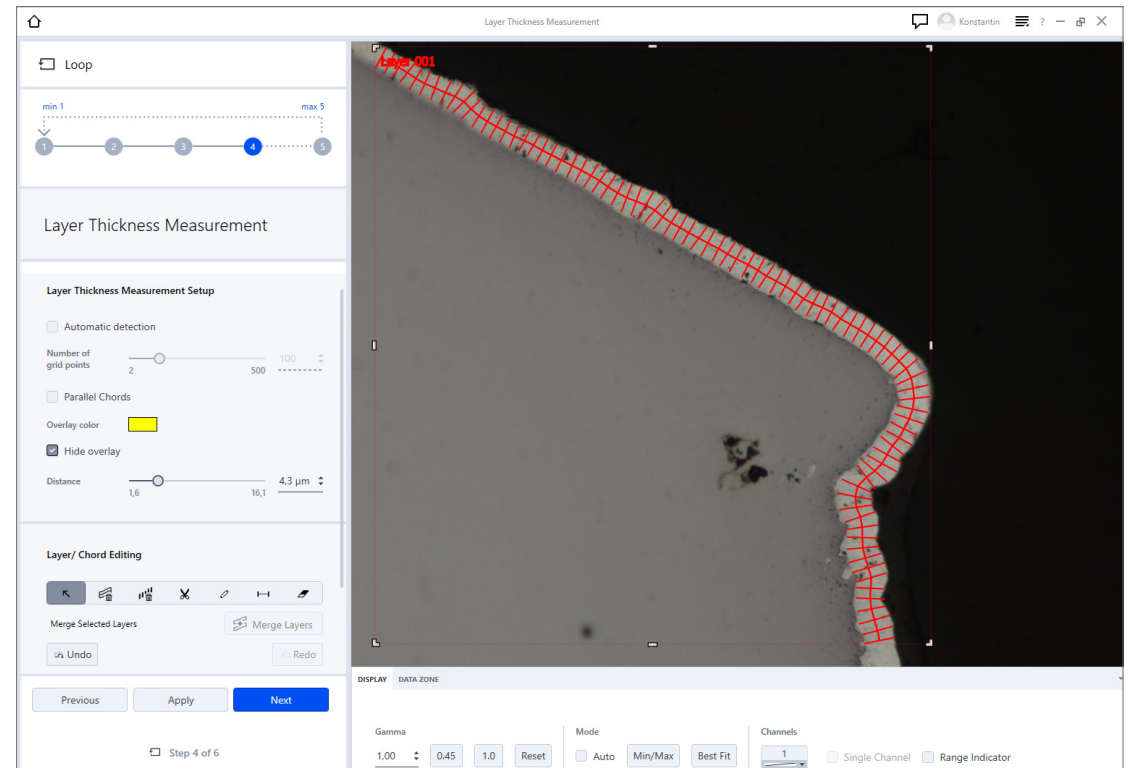 Layer Thickness Measurement
Konstantin
?
Loop
min 1
max 5
1 2 3 4 5
Layer Thickness Measurement
Layer Thickness Measurement Setup
Automatic detection
Number of grid points
2
500
100
Parallel Chords
Overlay color
Hide overlay
Distance
1,6
16,1
4.3 µm
Layer/ Chord Editing
Merge Selected Layers
Merge Layers
Undo
Redo
Previous
Apply
Next
Step 4 of 6
Layer 001
DISPLAY DATA ZONE
Gamma
1,00
0.45
1.0
Reset
Mode
Auto
Min/Max
Best Fit
Channels
1
Single Channel
Range Indicator